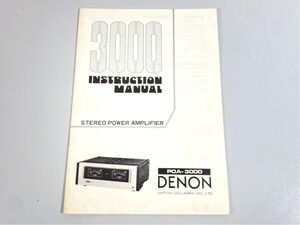 3000
INSTRUCTION
MANUAL
STEREO POWER AMPLIFIER
POA-3000
DENON
NIPPON COLUMBIA CO., LTD.